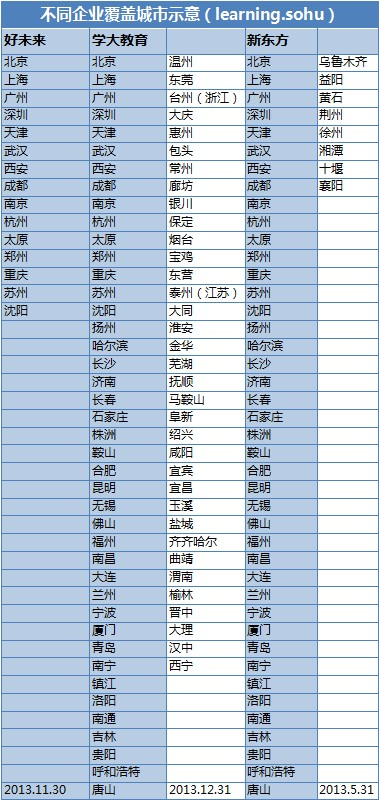 不同企业覆盖城市示意（learning.sohu）
好未来 学大教育 新东方
北京 北京 温州 北京 乌鲁木齐
上海 上海 东莞 上海 益阳
广州 广州 台州（浙江） 广州 黄石
深圳 深圳 大庆 深圳 荆州
天津 天津 惠州 天津 徐州
武汉 武汉 包头 武汉 湘潭
西安 西安 常州 西安 十堰
成都 成都 廊坊 成都 襄阳
南京 南京 银川 南京
杭州 杭州 保定 杭州
太原 太原 烟台 太原
郑州 郑州 宝鸡 郑州
重庆 重庆 东营 重庆
苏州 苏州 泰州（江苏） 苏州
沈阳 沈阳 大同 沈阳
扬州 淮安 扬州
哈尔滨 金华 哈尔滨
长沙 芜湖 长沙
济南 抚顺 济南
长春 马鞍山 长春
石家庄 阜新 石家庄
株洲 绍兴 株洲
鞍山 咸阳 鞍山
合肥 宜宾 合肥
昆明 宜昌 昆明
无锡 玉溪 无锡
佛山 盐城 佛山
福州 齐齐哈尔 福州
南昌 曲靖 南昌
大连 渭南 大连
兰州 榆林 兰州
宁波 晋中 宁波
厦门 大理 厦门
青岛 汉中 青岛
南宁 西宁 南宁
镇江 镇江
洛阳 洛阳
南通 南通
吉林 吉林
贵阳 贵阳
呼和浩特 呼和浩特
2013.11.30 唐山 2013.12.31 唐山 2013.5.31